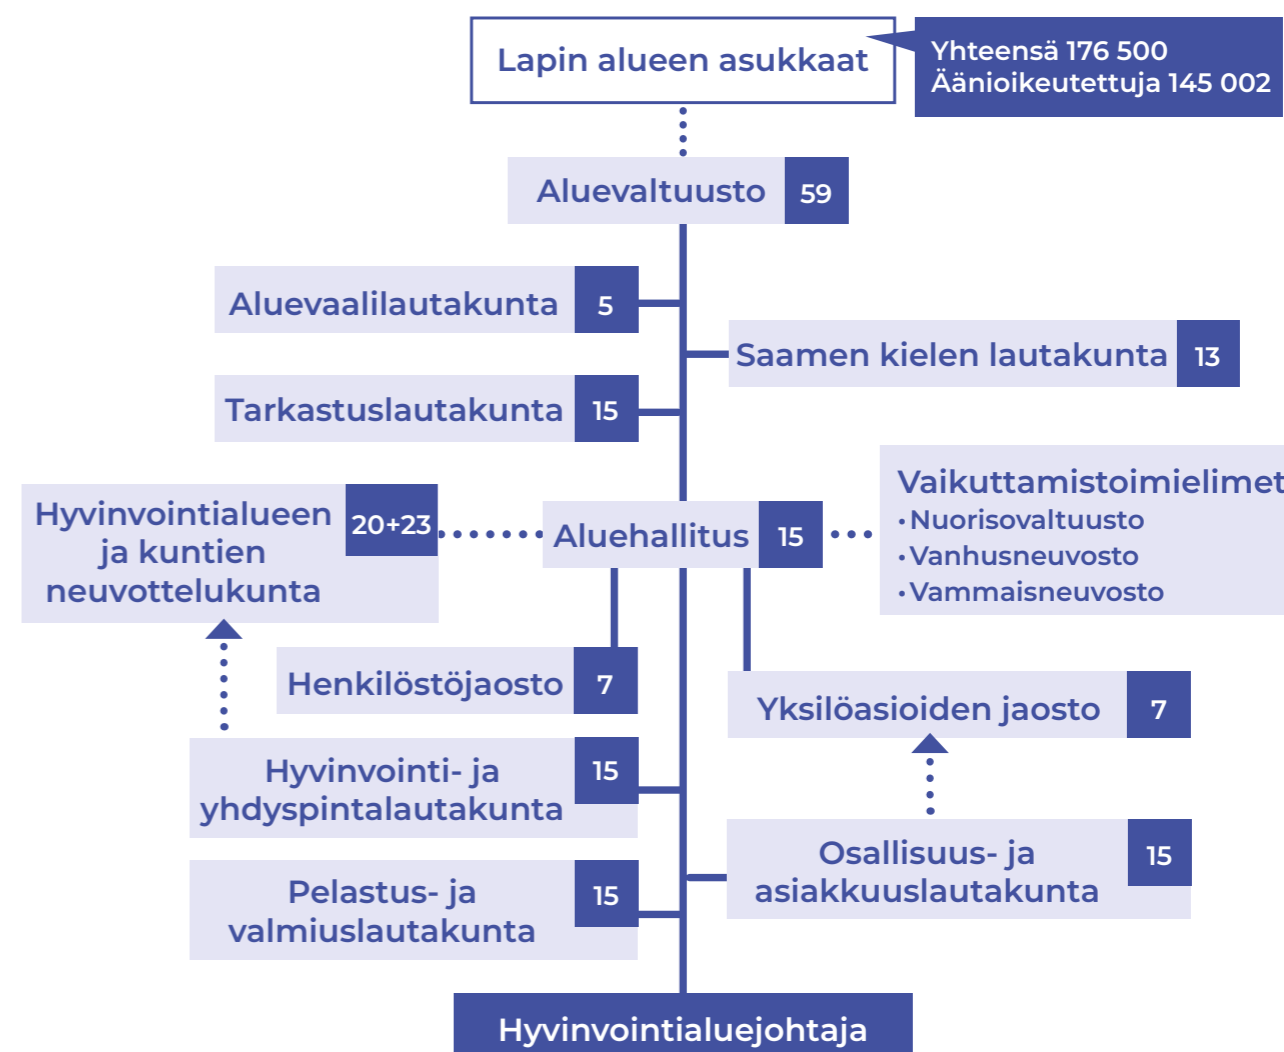 Lapin alueen asukkaat
Yhteensä 176 500
Äänioikeutettuja 145 002
Aluevaltuusto 59
Aluevaalilautakunta 5
Saamen kielen lautakunta 13
Tarkastuslautakunta 15
Hyvinvointialueen
ja kuntien
neuvottelukunta
20+23
Aluehallitus 15
Vaikuttamistoimielimet
• Nuorisovaltuusto
• Vanhusneuvosto
• Vammaisneuvosto
Henkilöstöjaosto 7
Yksilöasioiden jaosto 7
Hyvinvointi- ja
yhdyspintalautakunta
15
Osallisuus- ja
asiakkuuslautakunta
15
Pelastus- ja
valmiuslautakunta
15
Hyvinvointialuejohtaja